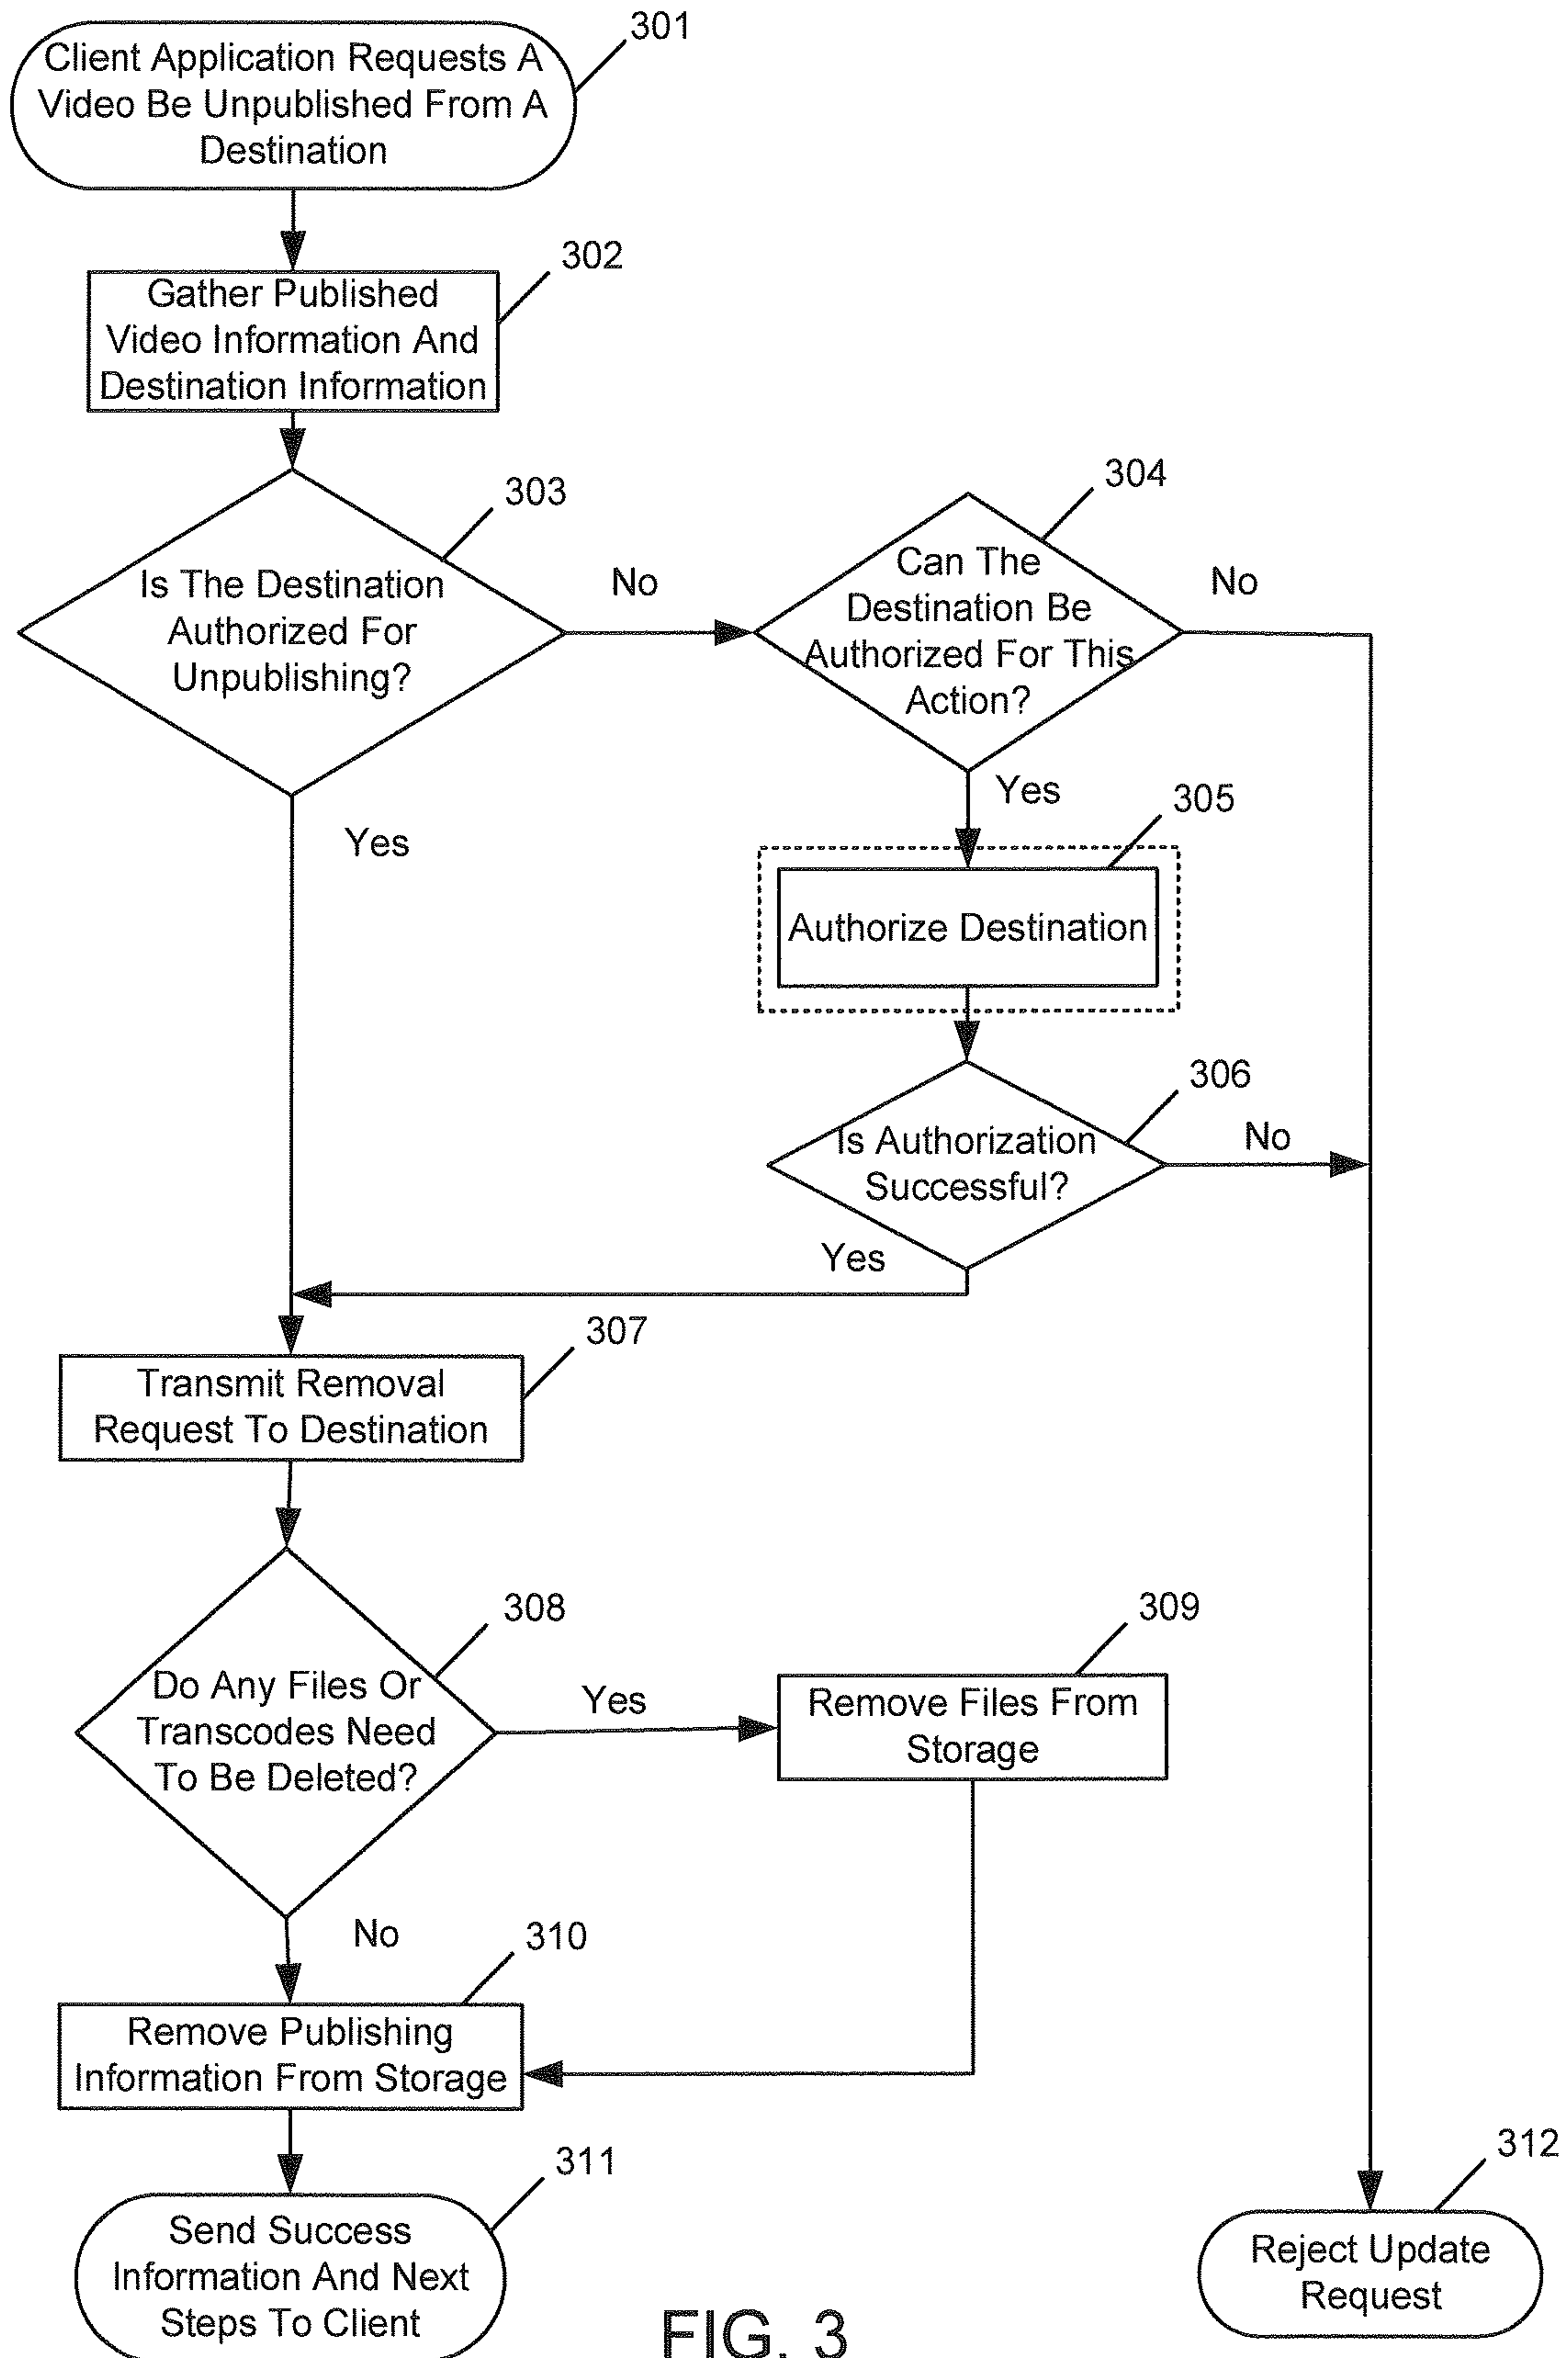 301
Client Application Requests A
Video Be Unpublished From A
Destination
302
Gather Published
Video Information And
Destination Information
303
Is The Destination
Authorized For
Unpublishing?
No
Yes
304
Can The
Destination Be
Authorized For This
Action?
No
Yes
305
Authorize Destination
306
Is Authorization
Successful?
No
Yes
307
Transmit Removal
Request To Destination
308
Do Any Files Or
Transcodes Need
To Be Deleted?
Yes
No
309
Remove Files From
Storage
310
Remove Publishing
Information From Storage
311
Send Success
Information And Next
Steps To Client
312
Reject Update
Request
FIG. 3